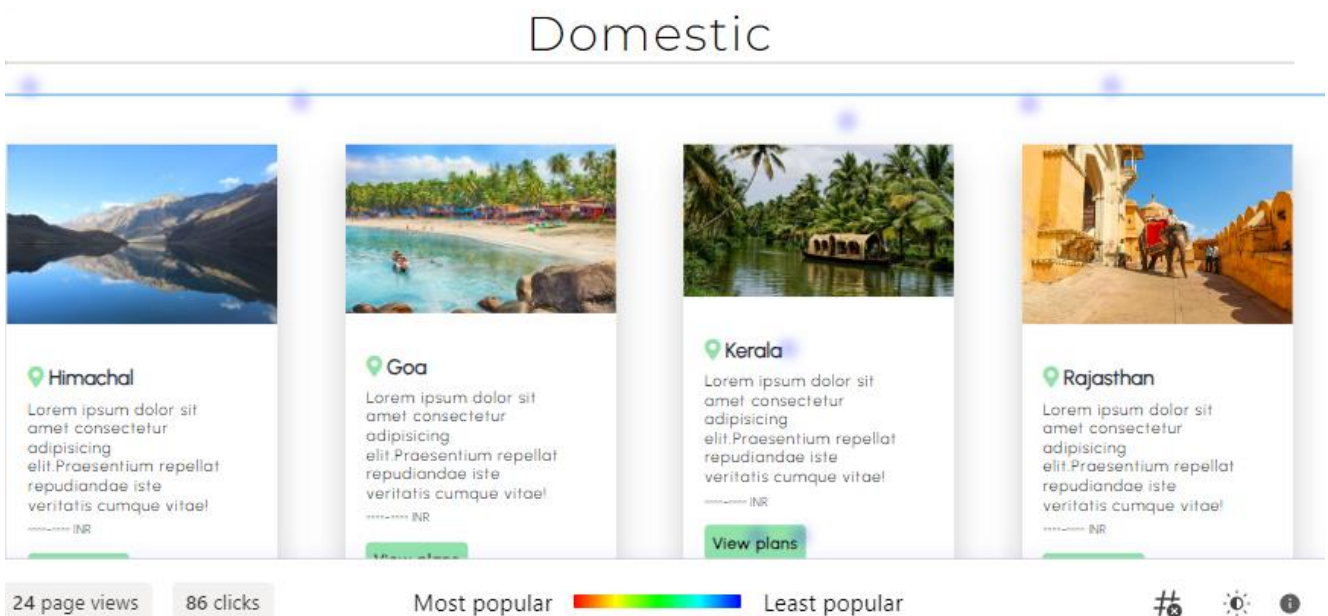 Domestic
Himachal
Lorem ipsum dolor sit
amet consectetur
adipisicing
elit.Praesentium repellat
repudiandae iste
veritatis cumque vitae!
----–---- INR
Goa
Lorem ipsum dolor sit
amet consectetur
adipisicing
elit.Praesentium repellat
repudiandae iste
veritatis cumque vitae!
----–---- INR
View plans
Kerala
Lorem ipsum dolor sit
amet consectetur
adipisicing
elit.Praesentium repellat
repudiandae iste
veritatis cumque vitae!
----–---- INR
View plans
Rajasthan
Lorem ipsum dolor sit
amet consectetur
adipisicing
elit.Praesentium repellat
repudiandae iste
veritatis cumque vitae!
----–---- INR
24 page views
86 clicks
Most popular
Least popular